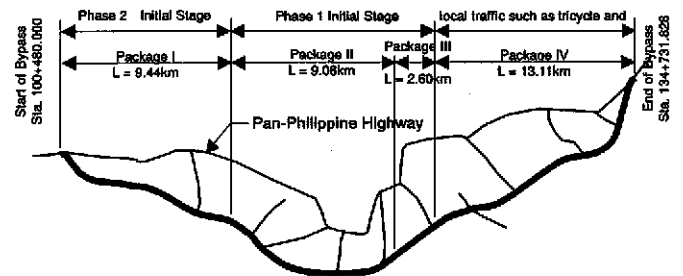 Phase 2 Initial Stage
Phase 1 Initial Stage
local traffic such as tricycle and
Package I
L = 9.44km
Package II
L = 9.06km
Package III
L = 2.60km
Package IV
L = 13.11km
Start of Bypass
Sta. 100+480.000
End of Bypass
Sta. 134+731.828
Pan-Philippine Highway